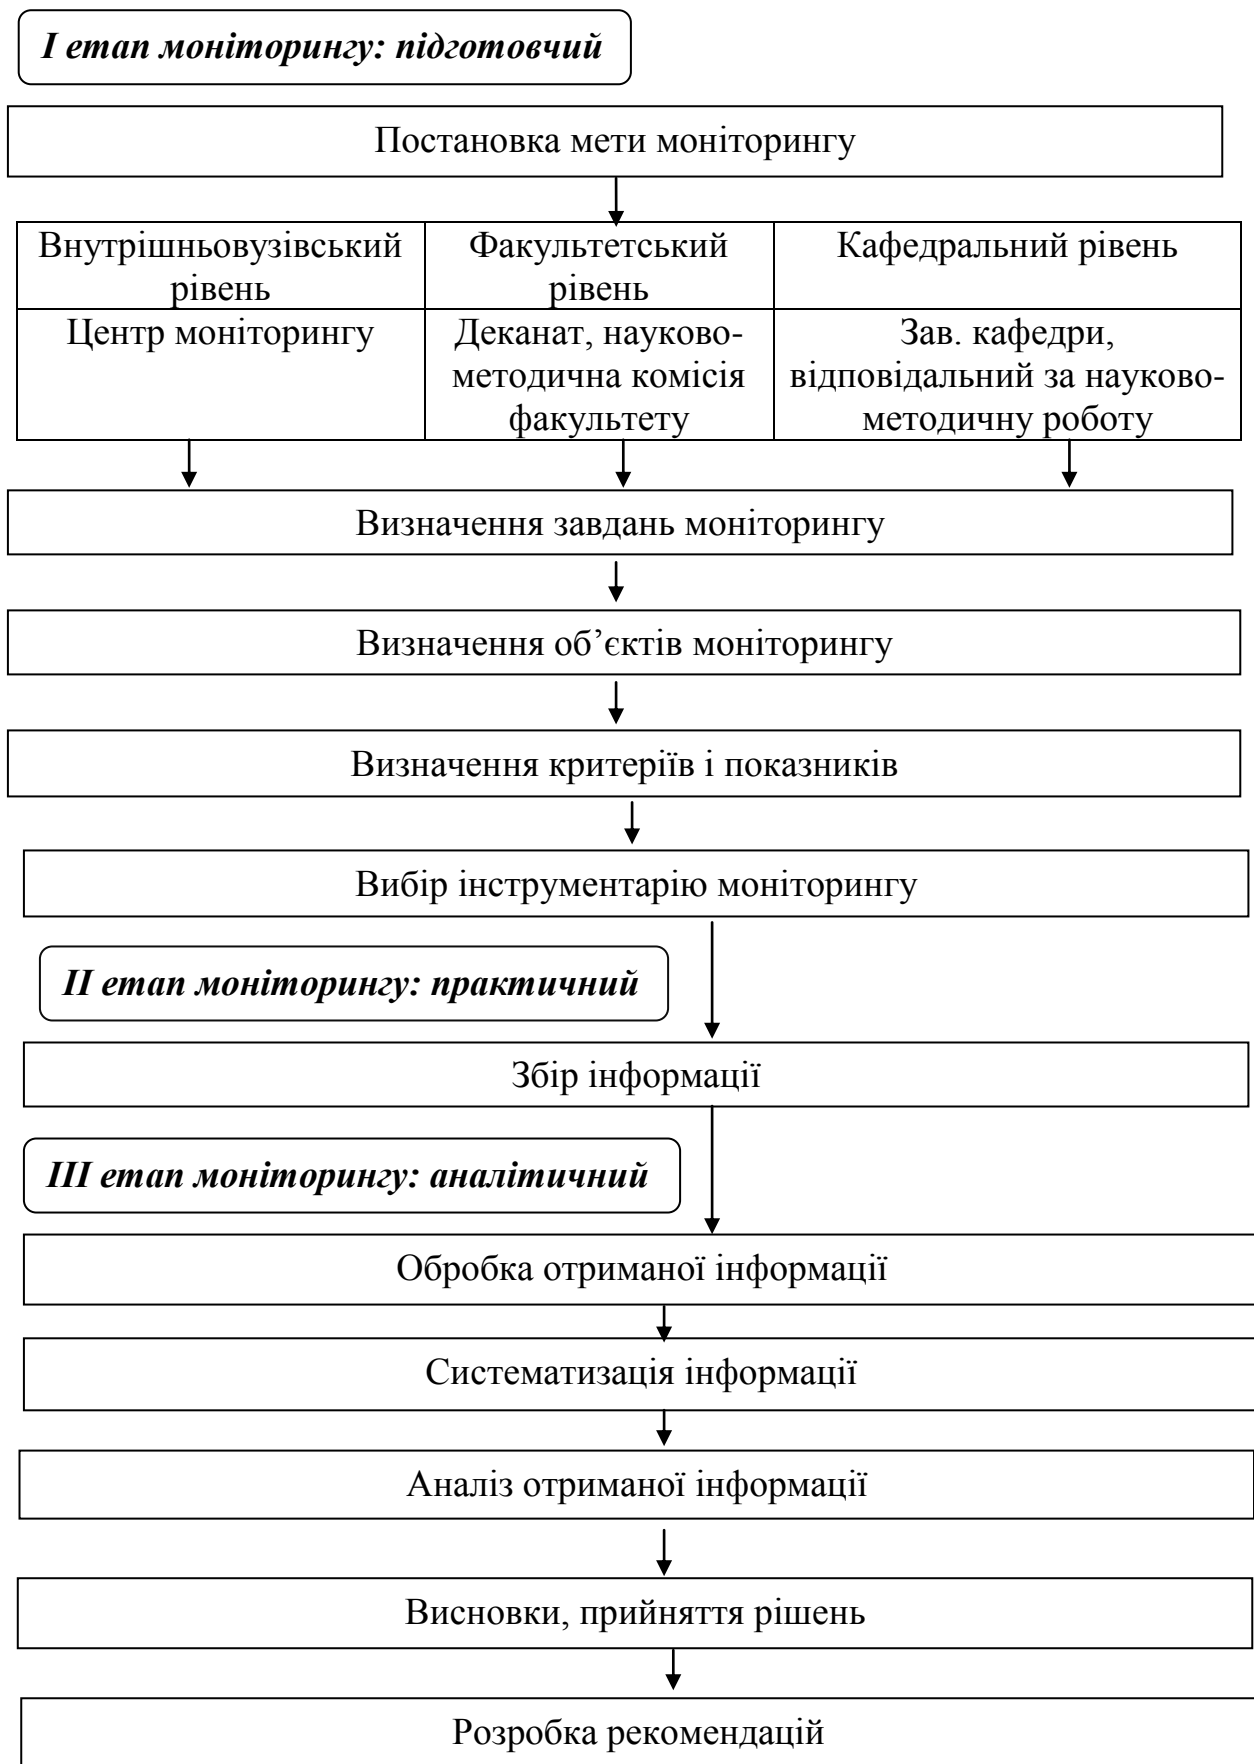 I етап моніторингу: підготовчий
Постановка мети моніторингу
Внутрішньовузівський
рівень
Факультетський
рівень
Кафедральний рівень
Центр моніторингу
Деканат, науково-
методична комісія
факультету
Зав. кафедри,
відповідальний за науково-
методичну роботу
Визначення завдань моніторингу
Визначення об’єктів моніторингу
Визначення критеріїв і показників
Вибір інструментарію моніторингу
II етап моніторингу: практичний
Збір інформації
III етап моніторингу: аналітичний
Обробка отриманої інформації
Систематизація інформації
Аналіз отриманої інформації
Висновки, прийняття рішень
Розробка рекомендацій